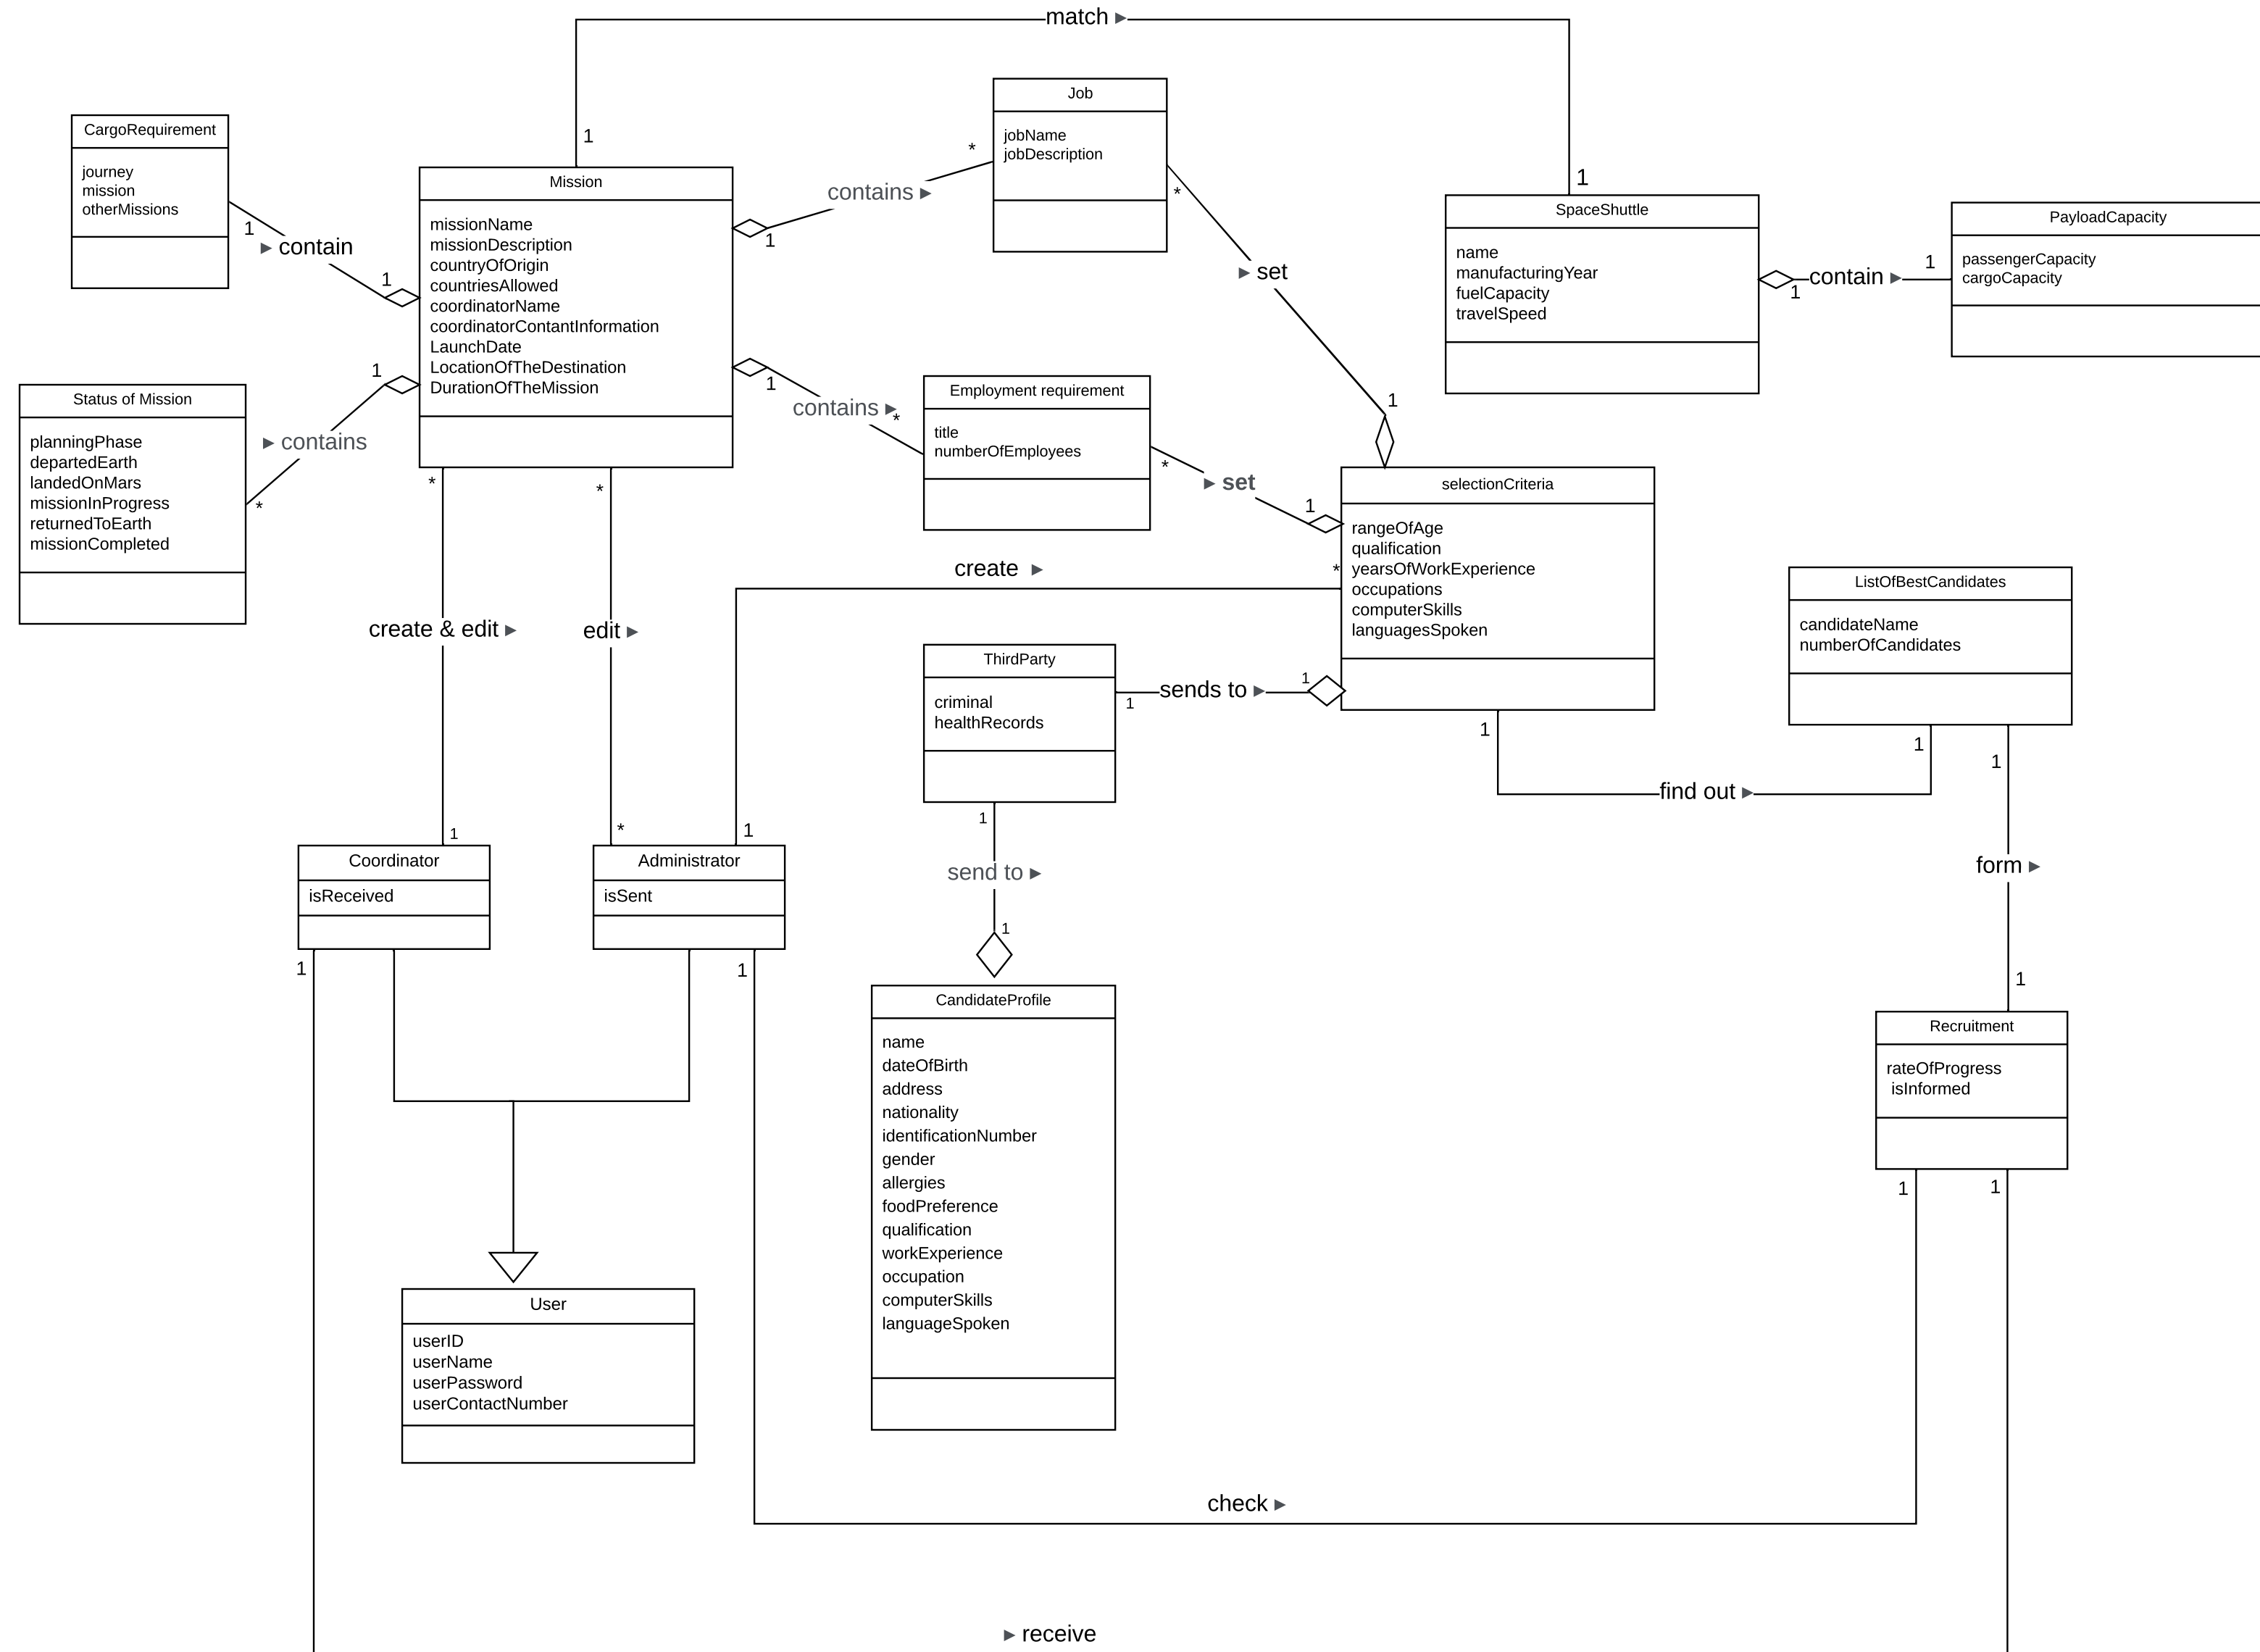 match ►
1
1
CargoRequirement
journey
mission
otherMissions
1
► contain
1
Mission
missionName
missionDescription
countryOfOrigin
countriesAllowed
coordinatorName
coordinatorContantInformation
LaunchDate
LocationOfTheDestination
DurationOfTheMission
contains ►
1
*
Job
jobName
jobDescription
*
► set
1
SpaceShuttle
name
manufacturingYear
fuelCapacity
travelSpeed
1
contain ►
1
PayloadCapacity
passengerCapacity
cargoCapacity
Status of Mission
planningPhase
departedEarth
landedOnMars
missionInProgress
returnedToEarth
missionCompleted
1
► contains
*
1
contains ►
*
Employment requirement
title
numberOfEmployees
*
► set
1
selectionCriteria
rangeOfAge
qualification
yearsOfWorkExperience
occupations
computerSkills
languagesSpoken
*
*
create ►
*
create & edit ►
edit ►
ThirdParty
criminal
healthRecords
1
sends to ►
1
ListOfBestCandidates
candidateName
numberOfCandidates
1
find out ►
1
1
form ►
1
1
*
1
Coordinator
isReceived
Administrator
isSent
1
send to ►
1
1
1
CandidateProfile
name
dateOfBirth
address
nationality
identificationNumber
gender
allergies
foodPreference
qualification
workExperience
occupation
computerSkills
languageSpoken
Recruitment
rateOfProgress
isInformed
1
1
User
userID
userName
userPassword
userContactNumber
check ►
► receive